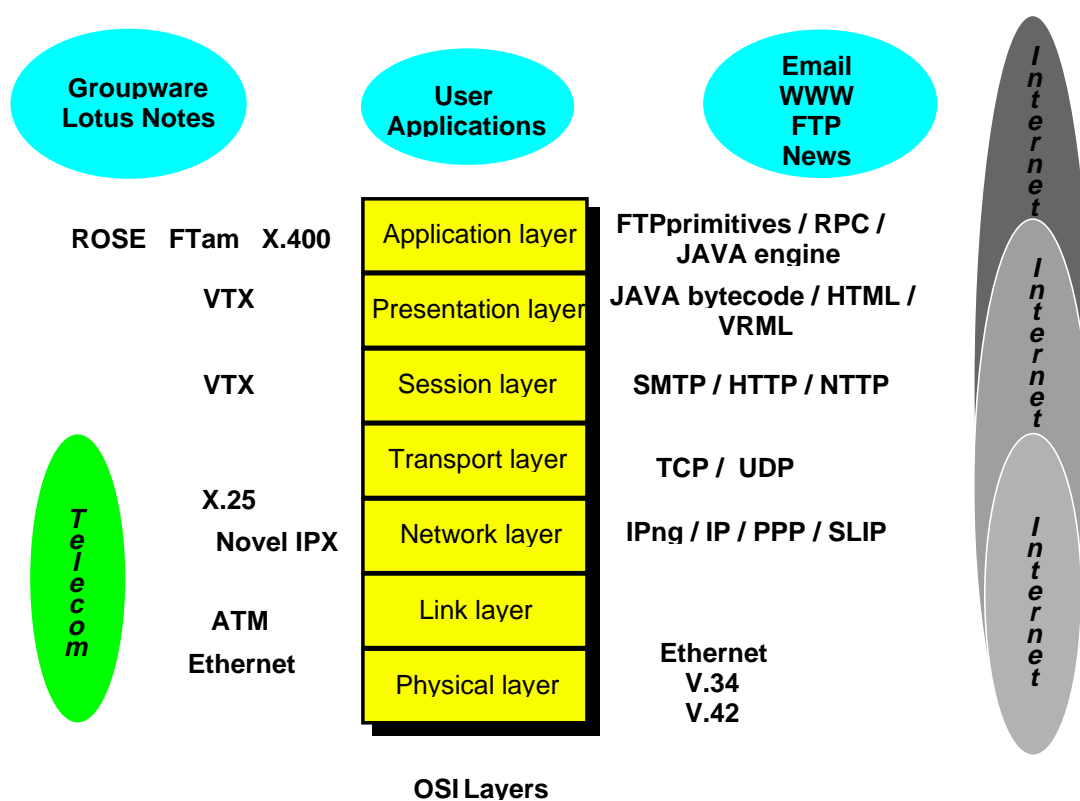 Groupware
Lotus Notes
User
Applications
Email
WWW
FTP
News
Internet
ROSE FTam X.400
Application layer
FTPprimitives / RPC /
JAVA engine
VTX
Presentation layer
JAVA bytecode / HTML /
VRML
Internet
VTX
Session layer
SMTP / HTTP / NTTP
Transport layer
TCP / UDP
Telecom
X.25
Novel IPX
Network layer
IPng / IP / PPP / SLIP
Internet
ATM
Link layer
Ethernet
Physical layer
Ethernet
V.34
V.42
OSI Layers